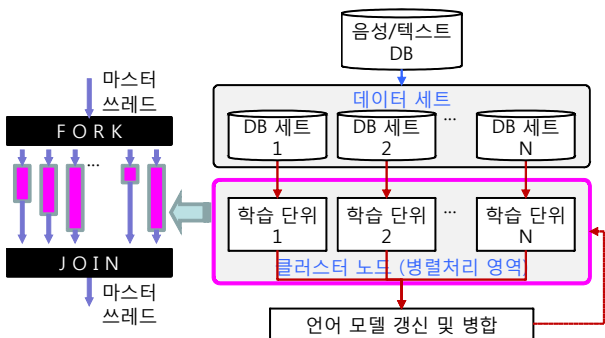 음성/텍스트
DB
마스터
쓰레드
데이터 세트
FORK
DB 세트
1
DB 세트
2
...
DB 세트
N
...
학습 단위
1
학습 단위
2
...
학습 단위
N
JOIN
클러스터 노드 (병렬처리 영역)
마스터
쓰레드
언어 모델 갱신 및 병합